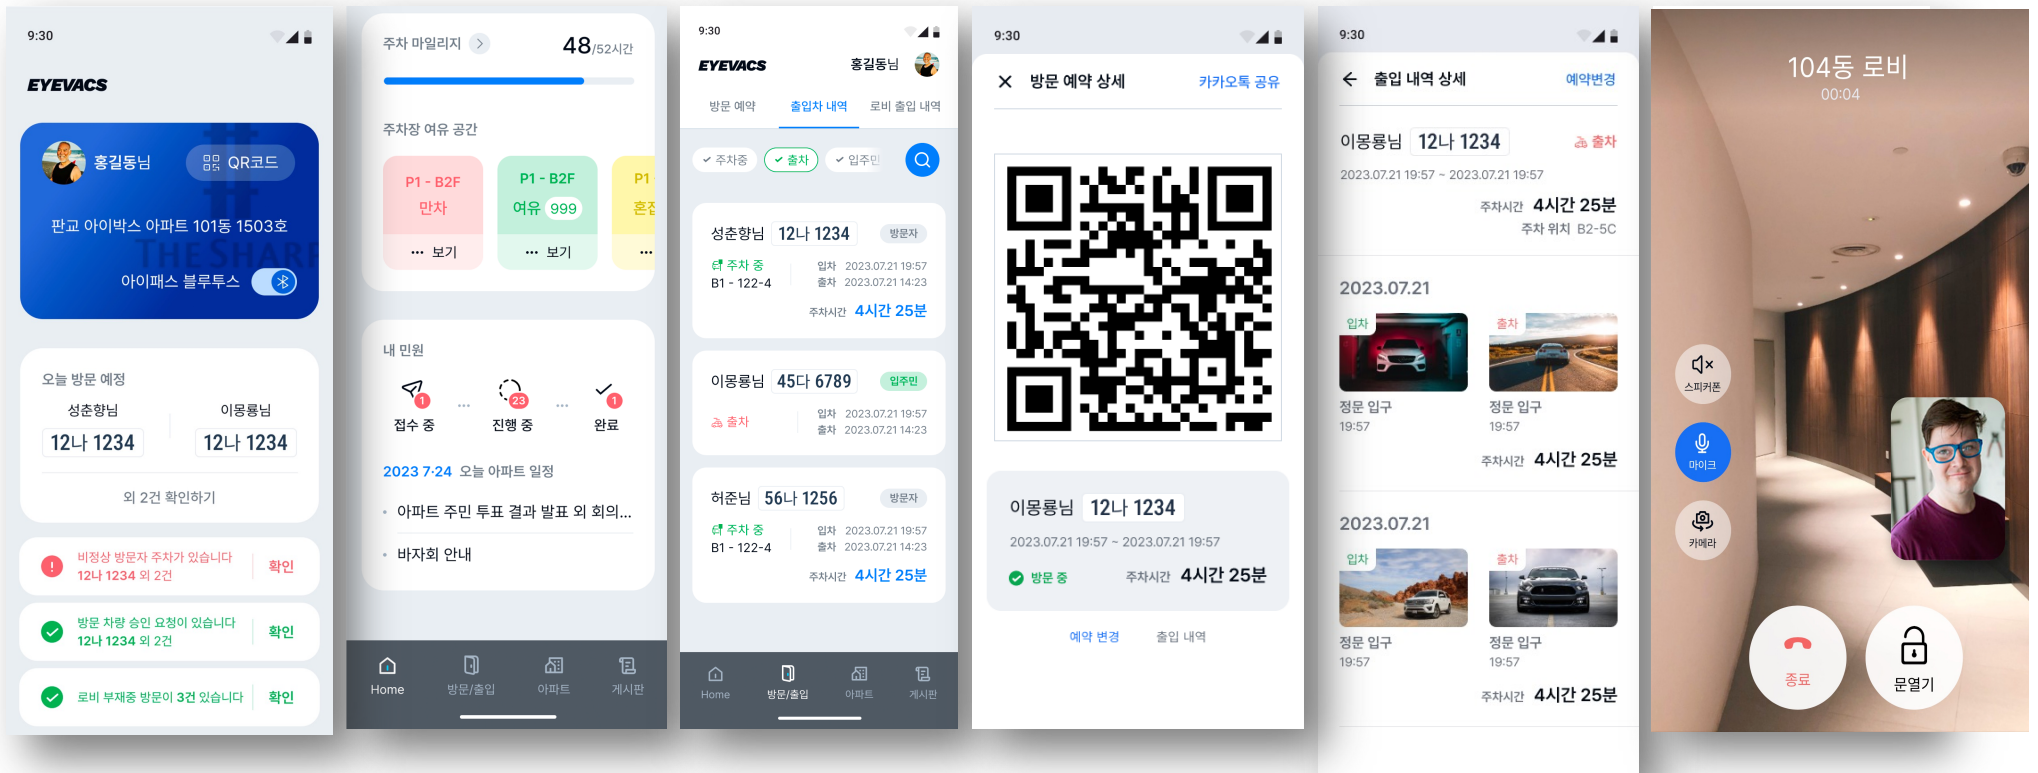 9:30
EYEVACS
홍길동님
QR코드
판교 아이박스 아파트 101동 1503호
THE SHARP
아이패스 블루투스
오늘 방문 예정
성춘향님
이몽룡님
12나 1234
12나 1234
외 2건 확인하기
비정상 방문자 주차가 있습니다
12나 1234 외 2건
확인
방문 차량 승인 요청이 있습니다
12나 1234 외 2건
확인
로비 부재중 방문이 3건 있습니다
확인
주차 마일리지
48/52시간
주차장 여유 공간
P1 - B2F
만차
보기
P1 - B2F
여유 999
보기
P1
혼잡
내 민원
1
23
1
접수 중
진행 중
완료
2023 7·24 오늘 아파트 일정
아파트 주민 투표 결과 발표 외 회의...
바자회 안내
Home
방문/출입
아파트
게시판
9:30
EYEVACS
홍길동님
방문 예약
출입차 내역
로비 출입 내역
주차중
출차
입주민
성춘향님 12나 1234 방문자
주차 중
B1 - 122-4
입차 2023.07.21 19:57
출차 2023.07.21 14:23
주차시간 4시간 25분
이몽룡님 45다 6789 입주민
출차
입차 2023.07.21 19:57
출차 2023.07.21 14:23
허준님 56나 1256 방문자
주차 중
B1 - 122-4
입차 2023.07.21 19:57
출차 2023.07.21 14:23
주차시간 4시간 25분
Home
방문/출입
아파트
게시판
9:30
방문 예약 상세
카카오톡 공유
이몽룡님 12나 1234
2023.07.21 19:57 ~ 2023.07.21 19:57
방문 중
주차시간 4시간 25분
예약 변경
출입 내역
9:30
출입 내역 상세
예약변경
이몽룡님 12나 1234
출차
2023.07.21 19:57 ~ 2023.07.21 19:57
주차시간 4시간 25분
주차 위치 B2-5C
2023.07.21
입차
출차
정문 입구
19:57
정문 입구
19:57
주차시간 4시간 25분
2023.07.21
입차
출차
정문 입구
19:57
정문 입구
19:57
주차시간 4시간 25분
104동 로비
00:04
스피커폰
마이크
카메라
종료
문열기